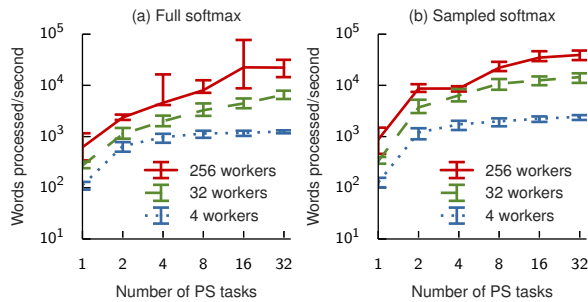 (a) Full softmax
Words processed/second
10^5
10^4
10^3
10^2
10^1
256 workers
32 workers
4 workers
1 2 4 8 16 32
Number of PS tasks
(b) Sampled softmax
Words processed/second
10^5
10^4
10^3
10^2
10^1
256 workers
32 workers
4 workers
1 2 4 8 16 32
Number of PS tasks